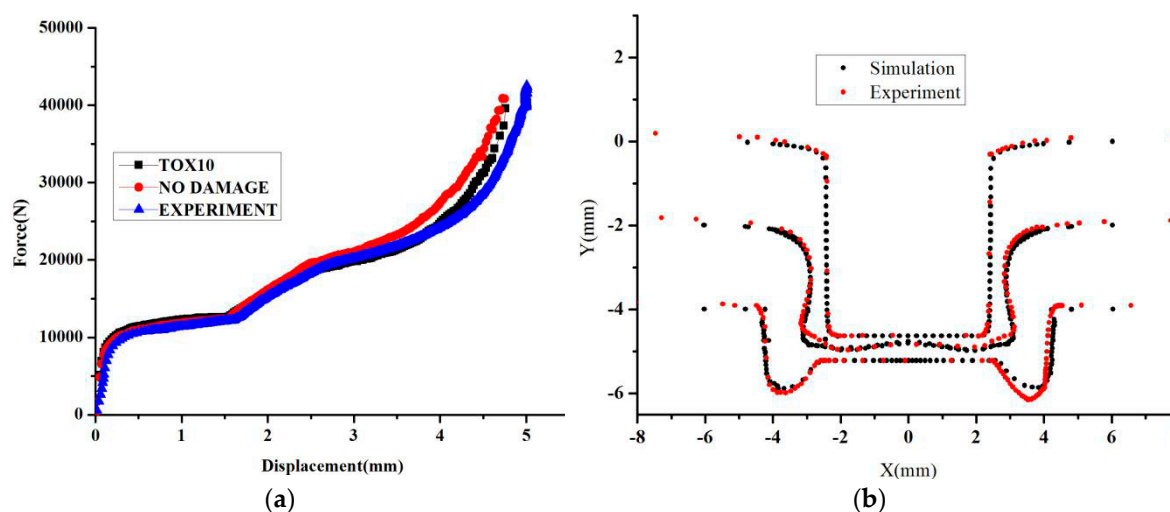 50000
40000
30000
20000
10000
0
Force(N)
TOX10
NO DAMAGE
EXPERIMENT
0 1 2 3 4 5
Displacement(mm)
(a)
2
0
-2
-4
-6
Y(mm)
Simulation
Experiment
-8 -6 -4 -2 0 2 4 6 8
X(mm)
(b)